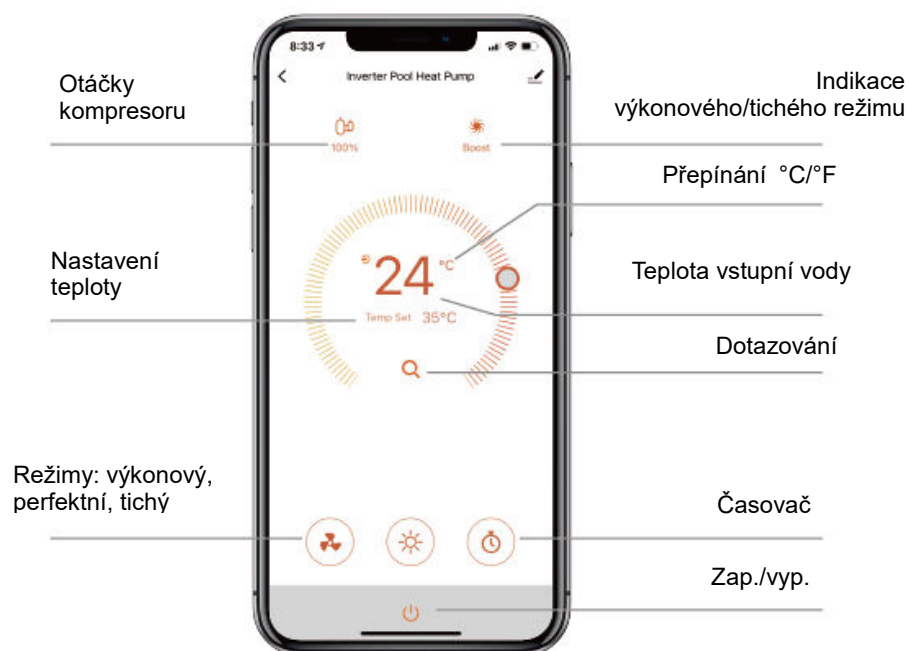 8:33
Inverter Pool Heat Pump
Otáčky
kompresoru
Indikace
výkonového/tichého režimu
100%
Boost
Přepínání °C/°F
Nastavení
teploty
24 °C
Teplota vstupní vody
Temp Set 35°C
Dotazování
Režimy: výkonový,
perfektní, tichý
Časovač
Zap./vyp.